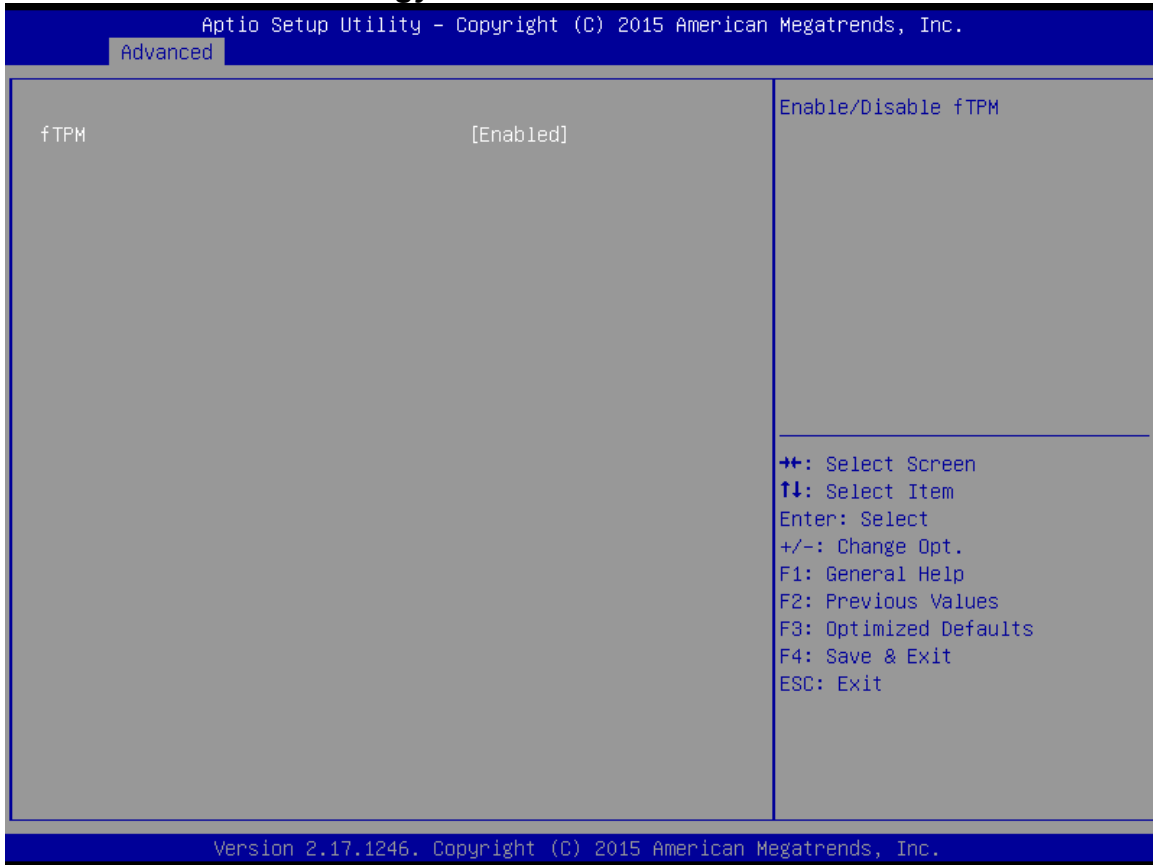 Aptio Setup Utility – Copyright (C) 2015 American Megatrends, Inc.
Advanced
fTPM [Enabled]
Enable/Disable fTPM
→←: Select Screen
↑↓: Select Item
Enter: Select
+/-: Change Opt.
F1: General Help
F2: Previous Values
F3: Optimized Defaults
F4: Save & Exit
ESC: Exit
Version 2.17.1246. Copyright (C) 2015 American Megatrends, Inc.